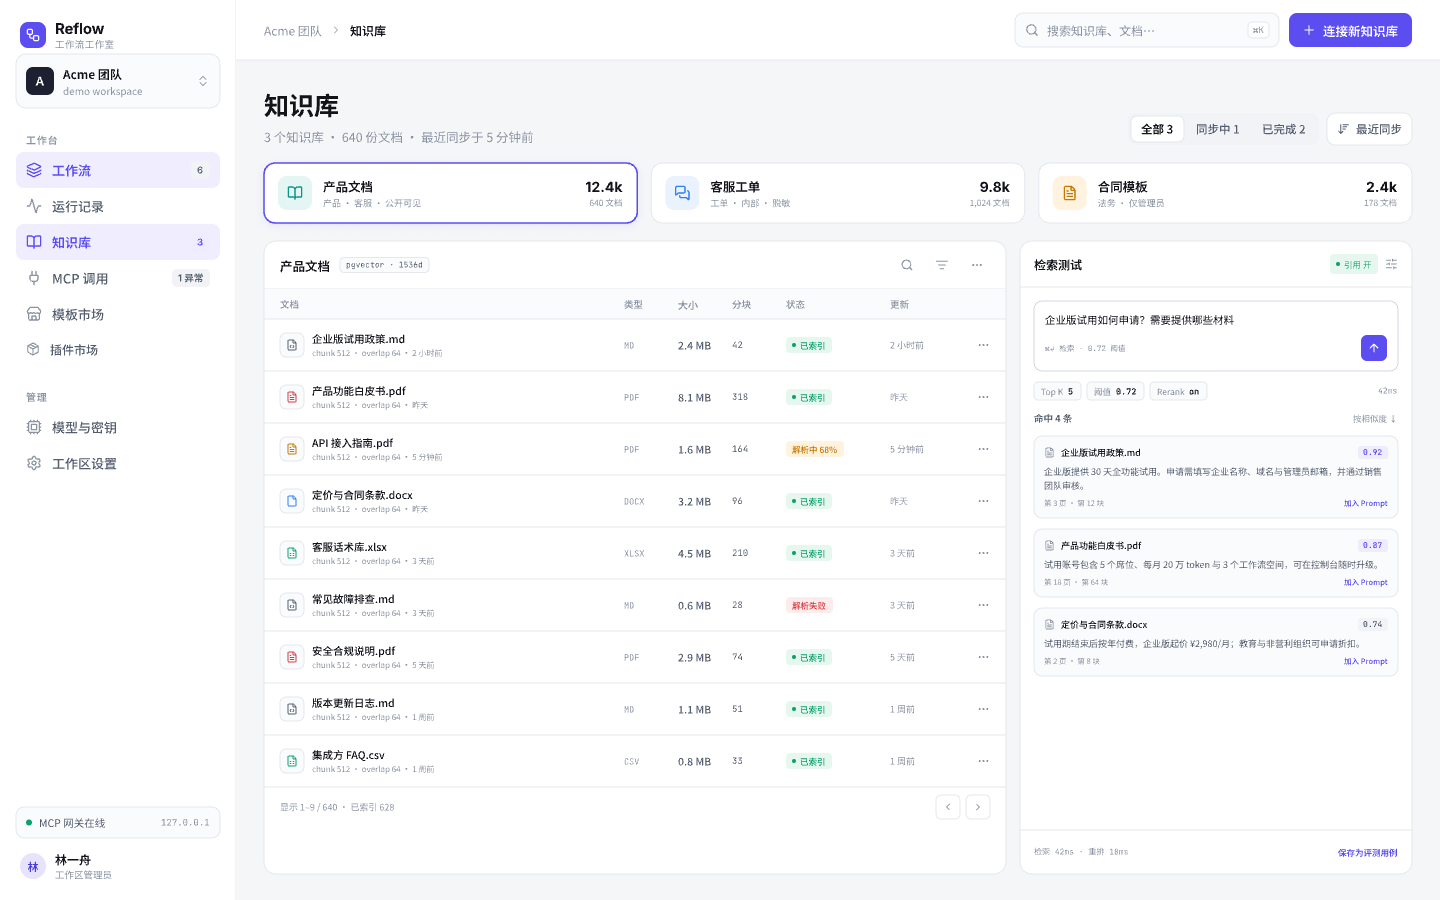 Reflow
工作流工作室
A
Acme 团队
demo workspace
工作台
工作流 6
运行记录
知识库 3
MCP 调用 1 异常
模板市场
插件市场
管理
模型与密钥
工作区设置
MCP 网关在线 127.0.0.1
林
林一舟
工作区管理员
Acme 团队 > 知识库
搜索知识库、文档… ⌘K
连接新知识库
知识库
3 个知识库 · 640 份文档 · 最近同步于 5 分钟前
全部 3 同步中 1 已完成 2 最近同步
产品文档 12.4k
产品 · 客服 · 公开可见 640 文档
客服工单 9.8k
工单 · 内部 · 脱敏 1,024 文档
合同模板 2.4k
法务 · 仅管理员 178 文档
产品文档 pgvector · 1536d
文档 类型 大小 分块 状态 更新
企业版试用政策.md
chunk 512 · overlap 64 · 2 小时前
MD 2.4 MB 42 已索引 2 小时前
产品功能白皮书.pdf
chunk 512 · overlap 64 · 昨天
PDF 8.1 MB 318 已索引 昨天
API 接入指南.pdf
chunk 512 · overlap 64 · 5 分钟前
PDF 1.6 MB 164 解析中 68% 5 分钟前
定价与合同条款.docx
chunk 512 · overlap 64 · 昨天
DOCX 3.2 MB 96 已索引 昨天
客服话术库.xlsx
chunk 512 · overlap 64 · 3 天前
XLSX 4.5 MB 210 已索引 3 天前
常见故障排查.md
chunk 512 · overlap 64 · 3 天前
MD 0.6 MB 28 解析失败 3 天前
安全合规说明.pdf
chunk 512 · overlap 64 · 5 天前
PDF 2.9 MB 74 已索引 5 天前
版本更新日志.md
chunk 512 · overlap 64 · 1 周前
MD 1.1 MB 51 已索引 1 周前
集成方 FAQ.csv
chunk 512 · overlap 64 · 1 周前
CSV 0.8 MB 33 已索引 1 周前
显示 1–9 / 640 · 已索引 628
检索测试 引用 开
企业版试用如何申请？需要提供哪些材料
⌘↵ 检索 · 0.72 阈值
Top K 5 阈值 0.72 Rerank on 42ms
命中 4 条 按相似度 ↓
企业版试用政策.md 0.92
企业版提供 30 天全功能试用。申请需填写企业名称、域名与管理员邮箱，并通过销售
团队审核。
第 3 页 · 第 12 块 加入 Prompt
产品功能白皮书.pdf 0.87
试用账号包含 5 个席位、每月 20 万 token 与 3 个工作流空间，可在控制台随时升级。
第 18 页 · 第 64 块 加入 Prompt
定价与合同条款.docx 0.74
试用期结束后按年付费，企业版起价 ¥2,980/月；教育与非营利组织可申请折扣。
第 2 页 · 第 8 块 加入 Prompt
检索 42ms · 重排 18ms 保存为评测用例